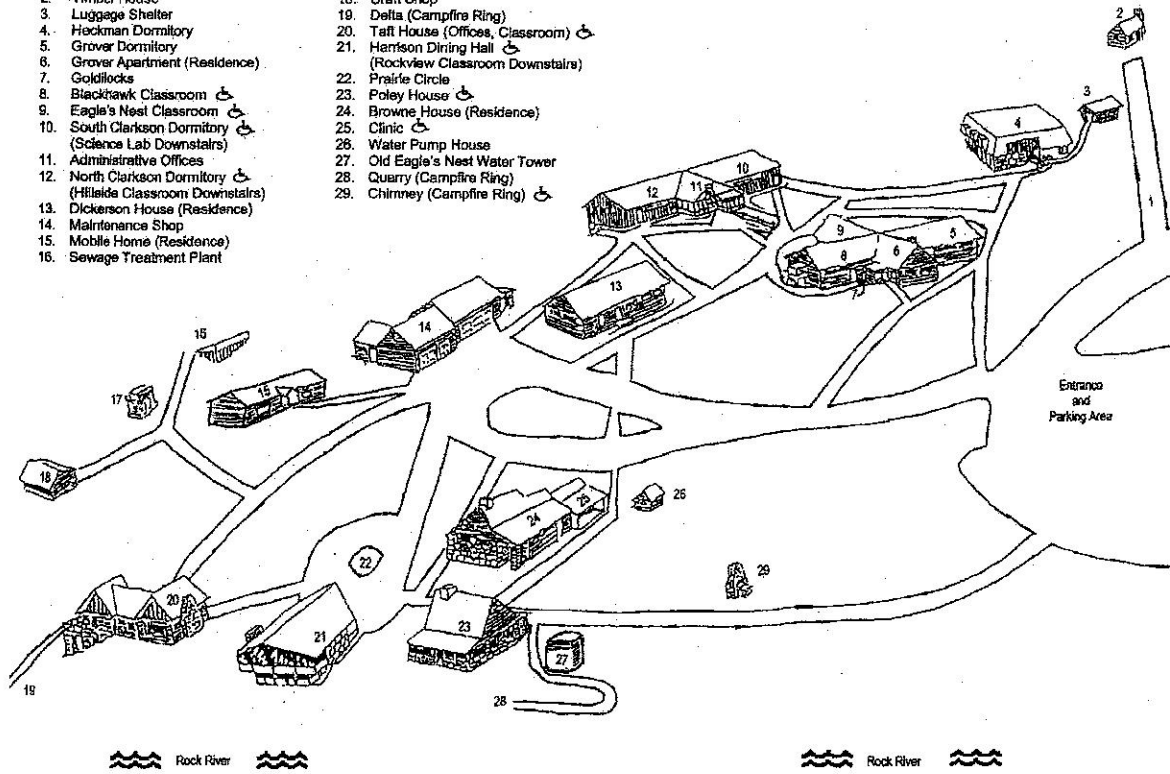 2. House
3. Luggage Shelter
4. Heckman Dormitory
5. Grover Dormitory
6. Grover Apartment (Residence)
7. Goldilocks
8. Blackhawk Classroom
9. Eagle's Nest Classroom
10. South Clarkson Dormitory
(Science Lab Downstairs)
11. Administrative Offices
12. North Clarkson Dormitory
(Hillside Classroom Downstairs)
13. Dickerson House (Residence)
14. Maintenance Shop
15. Mobile Home (Residence)
16. Sewage Treatment Plant
18. Craft Shop
19. Delta (Campfire Ring)
20. Taft House (Offices, Classroom)
21. Harrison Dining Hall
(Rockview Classroom Downstairs)
22. Prairie Circle
23. Poley House
24. Browne House (Residence)
25. Clinic
26. Water Pump House
27. Old Eagle's Nest Water Tower
28. Quarry (Campfire Ring)
29. Chimney (Campfire Ring)
2
3
4
10
11
12
1
9
5
8
6
7
13
14
16
15
17
Entrance
and
Parking Area
18
25
26
24
22
29
20
23
21
27
19
28
Rock River
Rock River